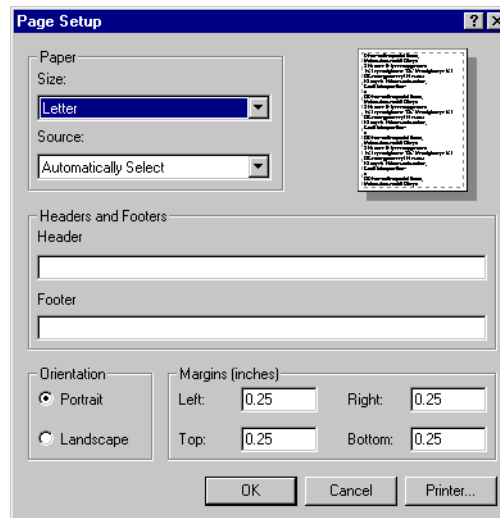 Page Setup
Paper
Size:
Letter
Source:
Automatically Select
Headers and Footers
Header
Footer
Orientation
Portrait
Landscape
Margins (inches)
Left: 0.25 Right: 0.25
Top: 0.25 Bottom: 0.25
OK Cancel Printer...